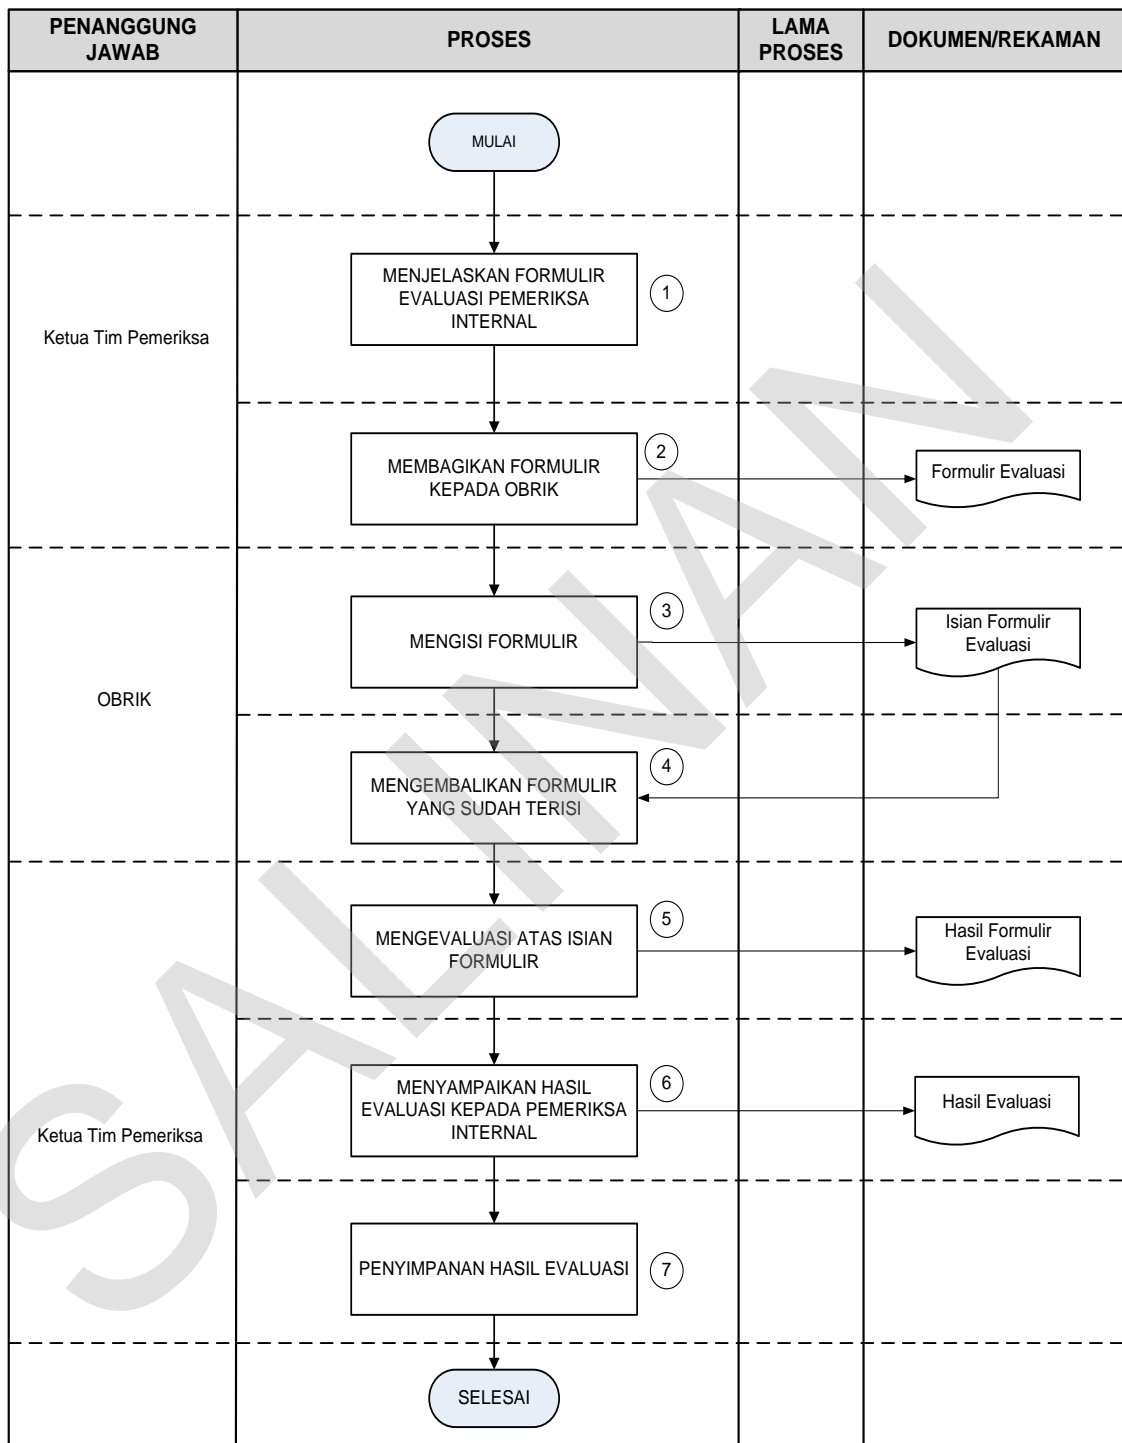 PENANGGUNG
JAWAB
PROSES
LAMA
PROSES
DOKUMEN/REKAMAN
MULAI
Ketua Tim Pemeriksa
MENJELASKAN FORMULIR
EVALUASI PEMERIKSA
INTERNAL
1
MEMBAGIKAN FORMULIR
KEPADA OBRIK
2
Formulir Evaluasi
OBRIK
MENGISI FORMULIR
3
Isian Formulir
Evaluasi
MENGEMBALIKAN FORMULIR
YANG SUDAH TERISI
4
Ketua Tim Pemeriksa
MENGEVALUASI ATAS ISIAN
FORMULIR
5
Hasil Formulir
Evaluasi
MENYAMPAIKAN HASIL
EVALUASI KEPADA PEMERIKSA
INTERNAL
6
Hasil Evaluasi
PENYIMPANAN HASIL EVALUASI
7
SELESAI
SALINAN